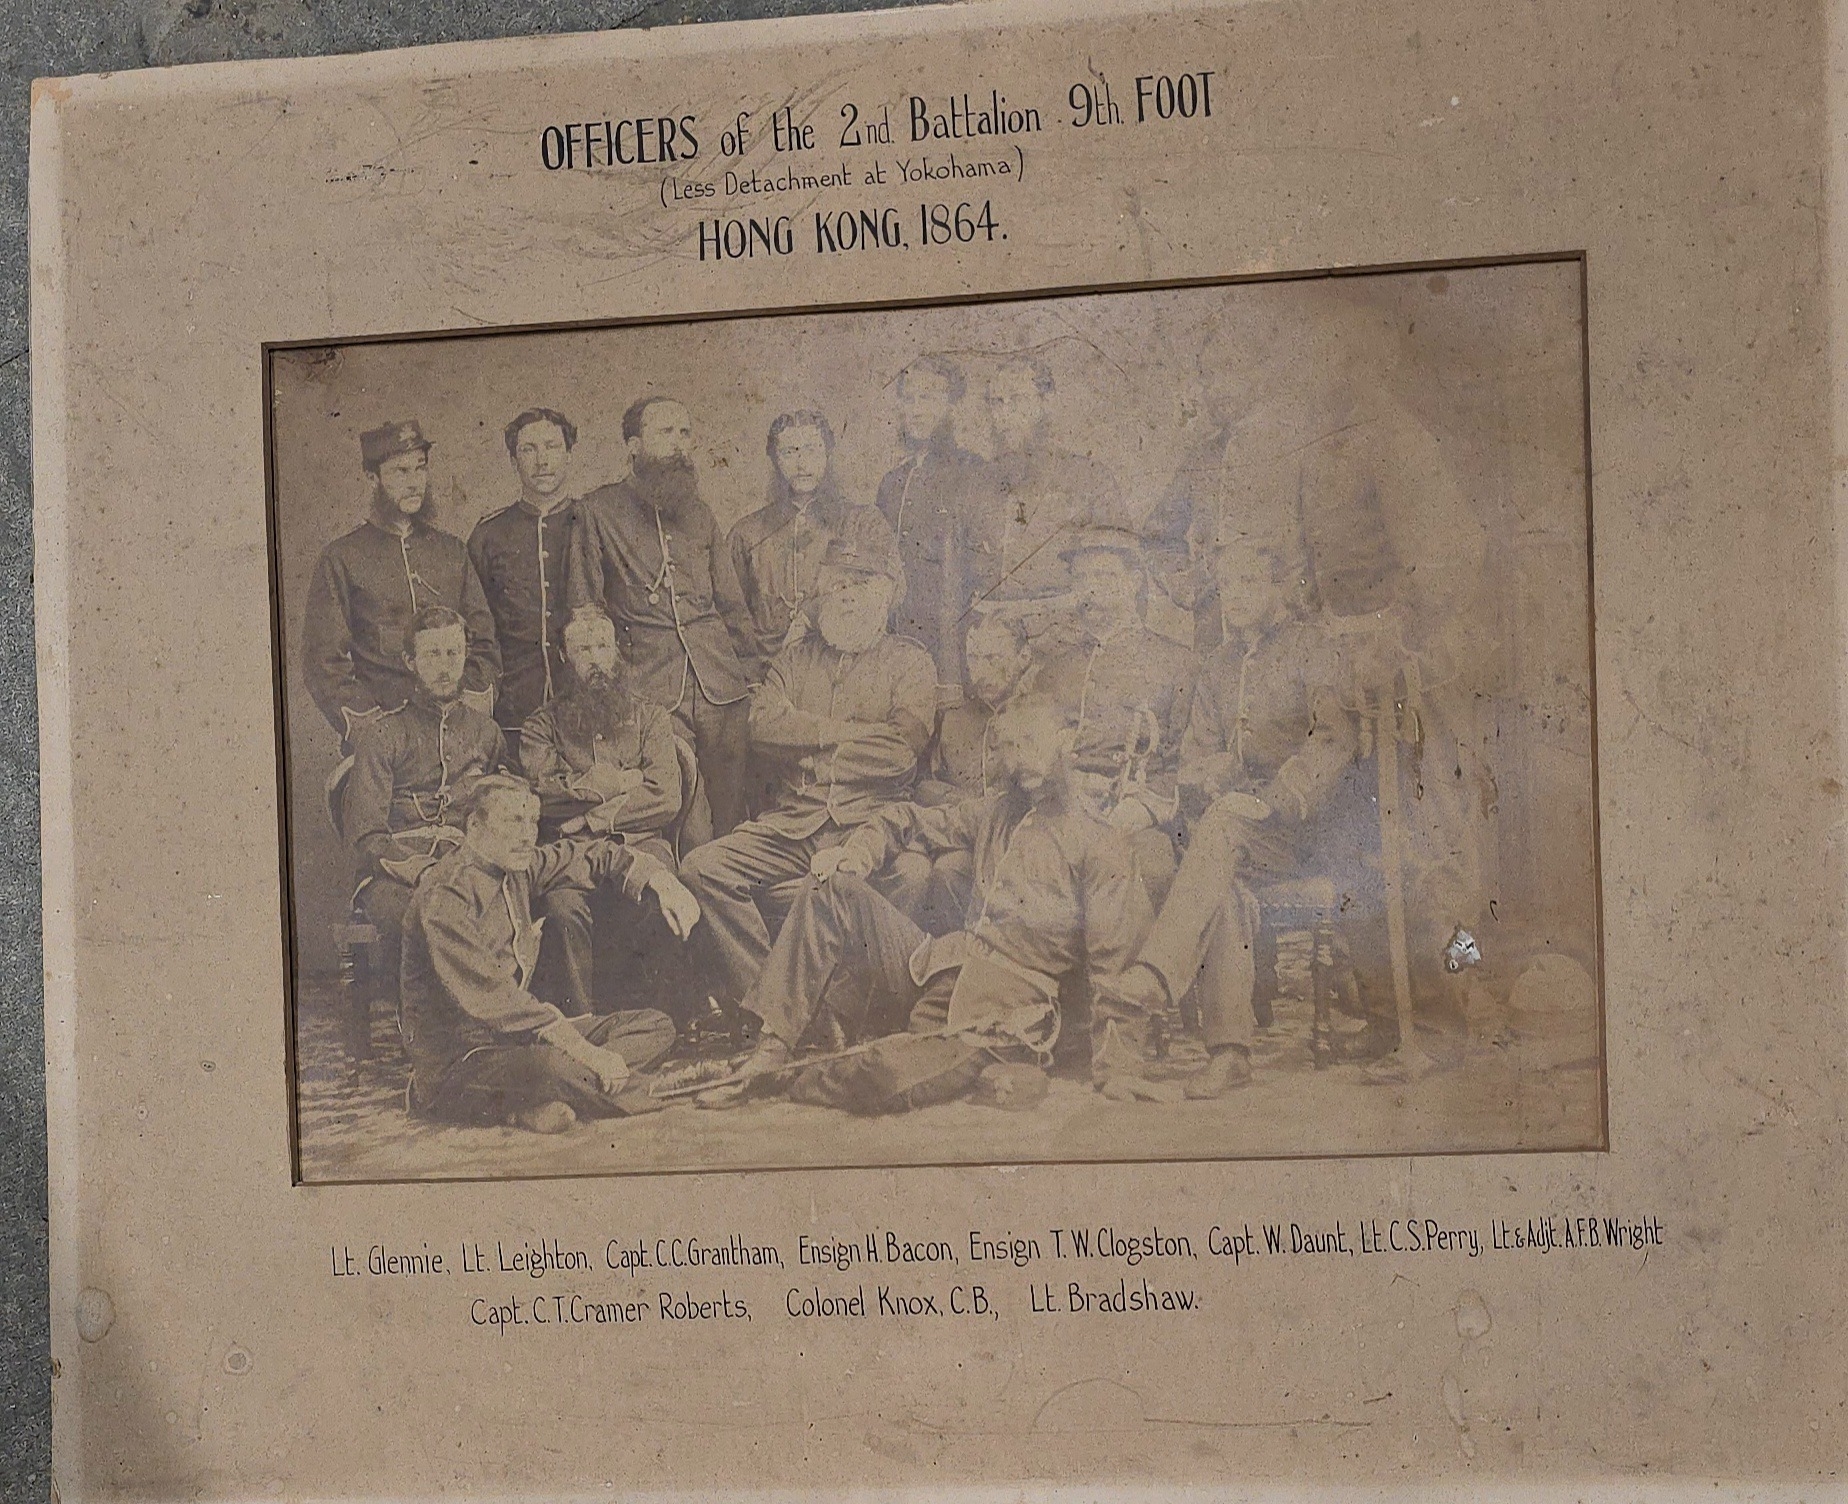 OFFICERS of the 2nd. Battalion 9th. FOOT
(Less Detachment at Yokohama)
HONG KONG, 1864.
Lt. Glennie, Lt. Leighton, Capt. C.C. Grantham, Ensign H. Bacon, Ensign T. W. Clogston, Capt. W. Daunt, Lt. C. S. Perry, Lt. & Adjt. A.F.B. Wright
Capt. C. T. Cramer Roberts, Colonel Knox, C.B., Lt. Bradshaw.